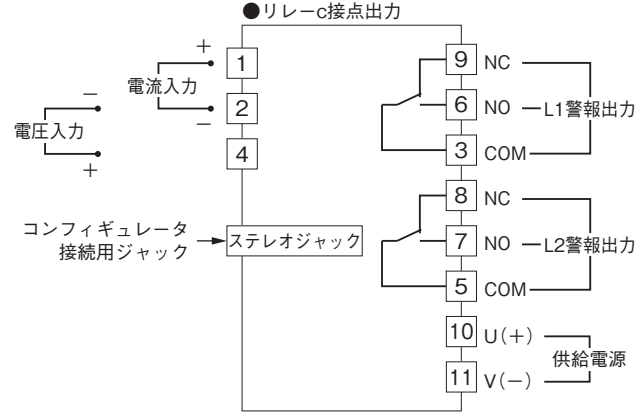 ●リレーc接点出力
+
電流入力
−
1
2
4
−
電圧入力
+
コンフィギュレータ
接続用ジャック
ステレオジャック
9 NC
6 NO L1警報出力
3 COM
8 NC
7 NO L2警報出力
5 COM
10 U(+)
供給電源
11 V(−)